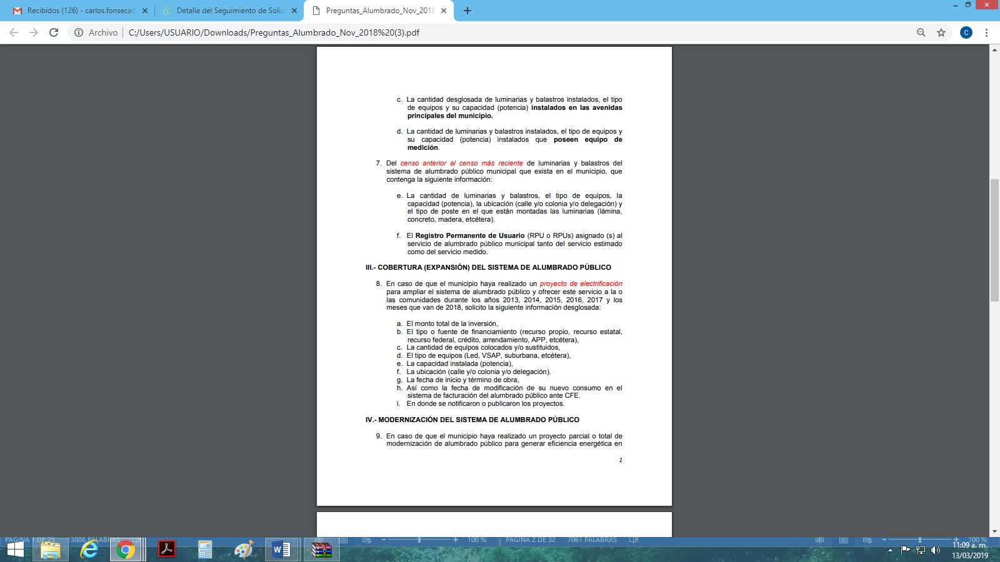 Recibidos (126) - carlos.fonseca@
Detalle del Seguimiento de Solic
Preguntas_Alumbrado_Nov_2018
Archivo
C:/Users/USUARIO/Downloads/Preguntas_Alumbrado_Nov_2018%20(3).pdf
C
c. La cantidad desglosada de luminarias y balastros instalados, el tipo
de equipos y su capacidad (potencia) instalados en las avenidas
principales del municipio.
d. La cantidad de luminarias y balastros instalados, el tipo de equipos y
su capacidad (potencia) instalados que poseen equipo de
medición.
7. Del censo anterior al censo más reciente de luminarias y balastros del
sistema de alumbrado público municipal que exista en el municipio, que
contenga la siguiente información:
e. La cantidad de luminarias y balastros, el tipo de equipos, la
capacidad (potencia), la ubicación (calle y/o colonia y/o delegación) y
el tipo de poste en el que están montadas las luminarias (lámina,
concreto, madera, etcétera).
f. El Registro Permanente de Usuario (RPU o RPUs) asignado (s) al
servicio de alumbrado público municipal tanto del servicio estimado
como del servicio medido.
III.- COBERTURA (EXPANSIÓN) DEL SISTEMA DE ALUMBRADO PÚBLICO
8. En caso de que el municipio haya realizado un proyecto de electrificación
para ampliar el sistema de alumbrado público y ofrecer este servicio a la o
las comunidades durante los años 2013, 2014, 2015, 2016, 2017 y los
meses que van de 2018, solicito la siguiente información desglosada:
a. El monto total de la inversión,
b. El tipo o fuente de financiamiento (recurso propio, recurso estatal,
recurso federal, crédito, arrendamiento, APP, etcétera),
c. La cantidad de equipos colocados y/o sustituidos,
d. El tipo de equipos (Led, VSAP, suburbana, etcétera),
e. La capacidad instalada (potencia),
f. La ubicación (calle y/o colonia y/o delegación).
g. La fecha de inicio y término de obra,
h. Así como la fecha de modificación de su nuevo consumo en el
sistema de facturación del alumbrado público ante CFE.
i. En donde se notificaron o publicaron los proyectos.
IV.- MODERNIZACIÓN DEL SISTEMA DE ALUMBRADO PÚBLICO
9. En caso de que el municipio haya realizado un proyecto parcial o total de
modernización de alumbrado público para generar eficiencia energética en
2
PÁGINA DE 75 13886 PALABRAS 100 % PÁGINA 2 DE 32 7061 PALABRAS 100 %
11:09 a. m.
13/03/2019